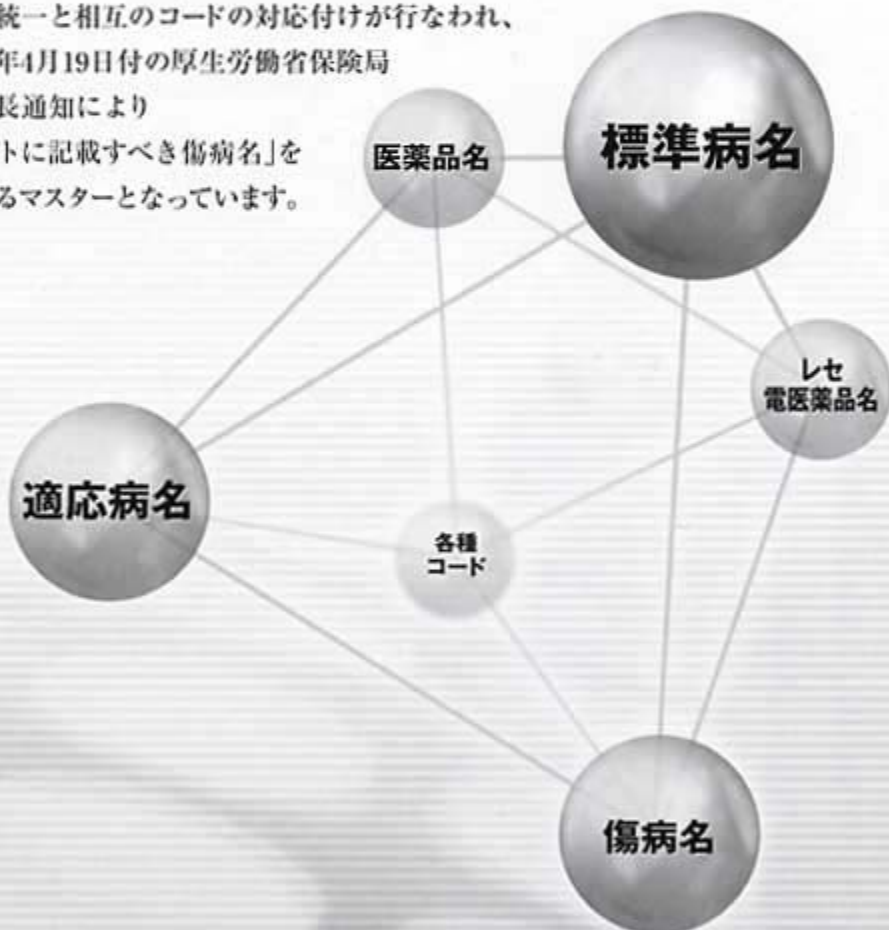 統一と相互のコードの対応付けが行なわれ、
年4月19日付の厚生労働省保険局
長通知により
トに記載すべき傷病名」を
るマスターとなっています。
標準病名
医薬品名
レセ
電医薬品名
適応病名
各種
コード
傷病名